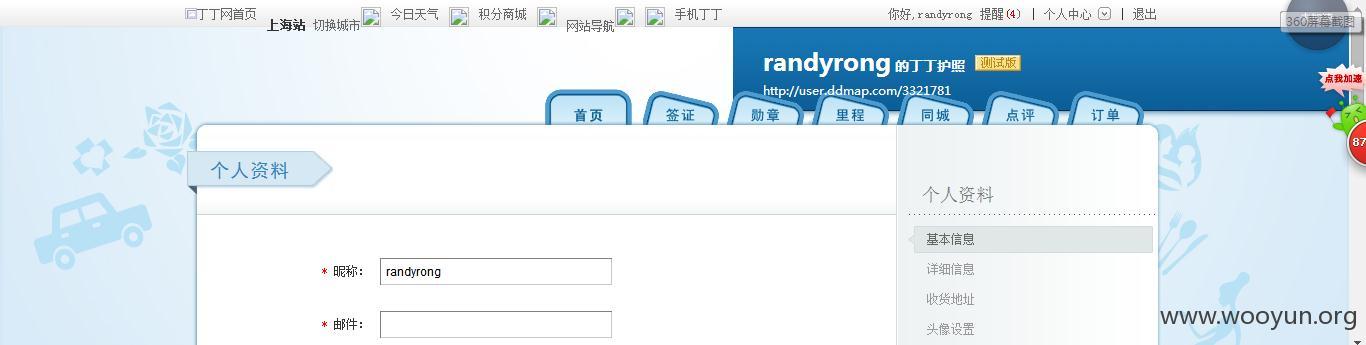 丁丁网首页 上海站 切换城市 今日天气 积分商城 网站导航 手机丁丁 你好, randyrong 提醒(4) | 个人中心 | 退出
360屏幕截图
randyrong 的丁丁护照 测试版
点我加速
http://user.ddmap.com/3321781
首页 签证 勋章 里程 同城 点评 订单
87
个人资料
个人资料
基本信息
* 昵称: randyrong
详细信息
收货地址
* 邮件:
头像设置
www.wooyun.org